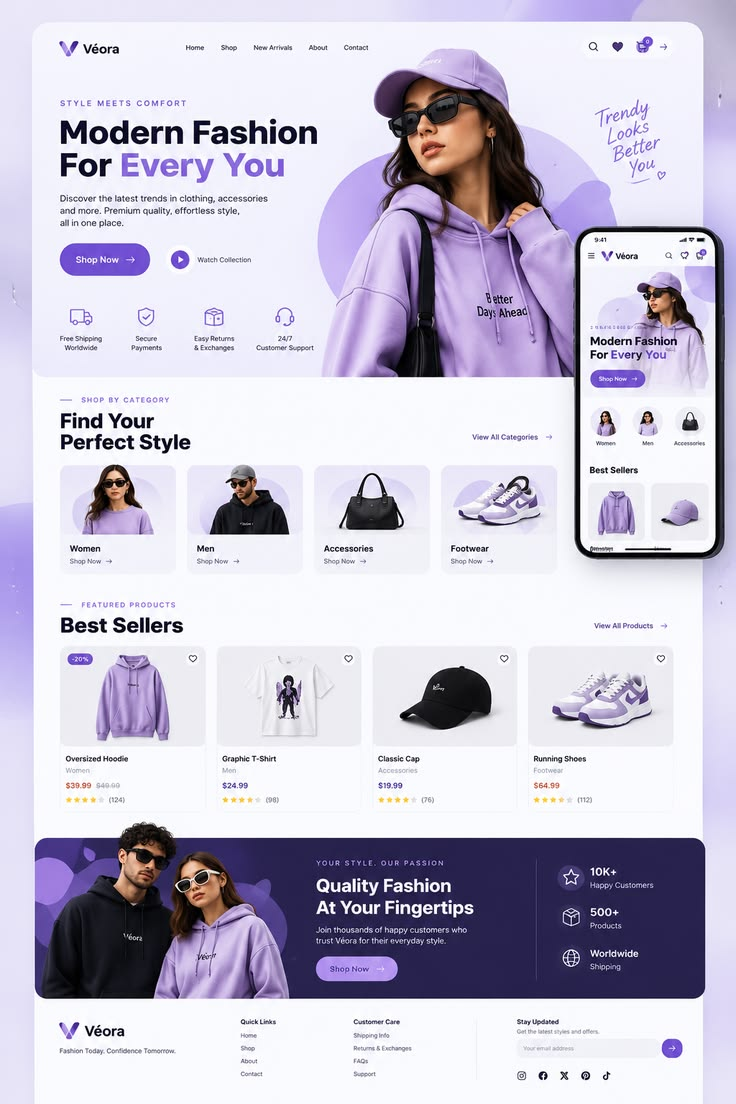 Véora
Home
Shop
New Arrivals
About
Contact
0
STYLE MEETS COMFORT
Modern Fashion
For Every You
Discover the latest trends in clothing, accessories
and more. Premium quality, effortless style,
all in one place.
Shop Now
Watch Collection
Free Shipping
Worldwide
Secure
Payments
Easy Returns
& Exchanges
24/7
Customer Support
Trendy
Looks
Better
You
Better
Days Ahead
9:41
Véora
Modern Fashion
For Every You
Shop Now
Women
Men
Accessories
Best Sellers
SHOP BY CATEGORY
Find Your
Perfect Style
View All Categories
Women
Shop Now
Men
Shop Now
Accessories
Shop Now
Footwear
Shop Now
FEATURED PRODUCTS
Best Sellers
View All Products
-20%
Oversized Hoodie
Women
$39.99 $49.99
(124)
Graphic T-Shirt
Men
$24.99
(98)
Classic Cap
Accessories
$19.99
(76)
Running Shoes
Footwear
$64.99
(112)
Véora
YOUR STYLE. OUR PASSION
Quality Fashion
At Your Fingertips
Join thousands of happy customers who
trust Véora for their everyday style.
Shop Now
10K+
Happy Customers
500+
Products
Worldwide
Shipping
Véora
Fashion Today. Confidence Tomorrow.
Quick Links
Home
Shop
About
Contact
Customer Care
Shipping Info
Returns & Exchanges
FAQs
Support
Stay Updated
Get the latest styles and offers.
Your email address